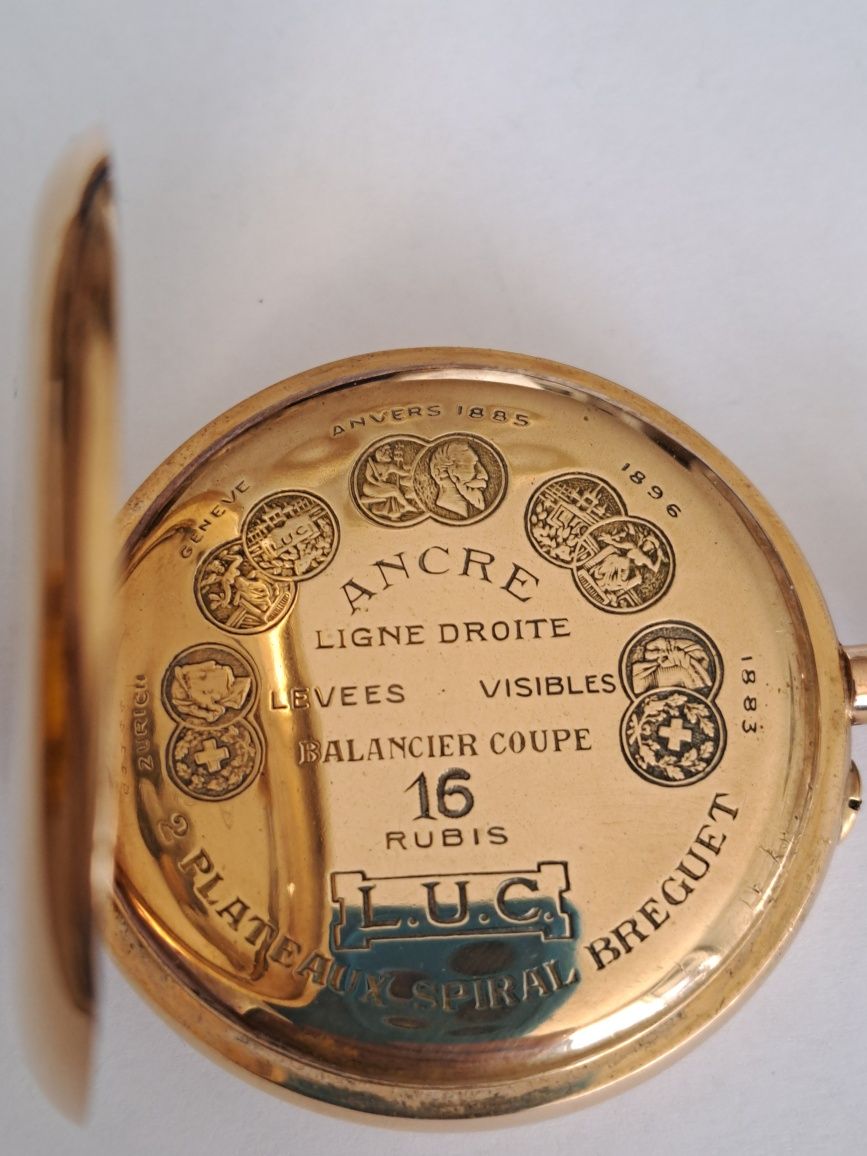 ANVERS 1885
GENEVE
1896
ZURICH
1883
L.U.C.
ANCRE
LIGNE DROITE
LEVEES VISIBLES
BALANCIER COUPE
16
RUBIS
L.U.C.
2 PLATEAUX SPIRAL BREGUET